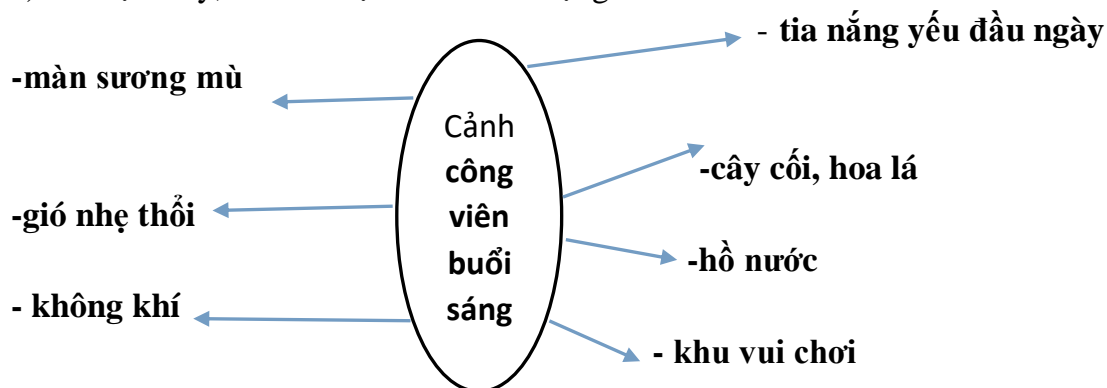 - tia nắng yếu đầu ngày
-màn sương mù
Cảnh
công
viên
buổi
sáng
-cây cối, hoa lá
-gió nhẹ thổi
-hồ nước
- không khí
- khu vui chơi